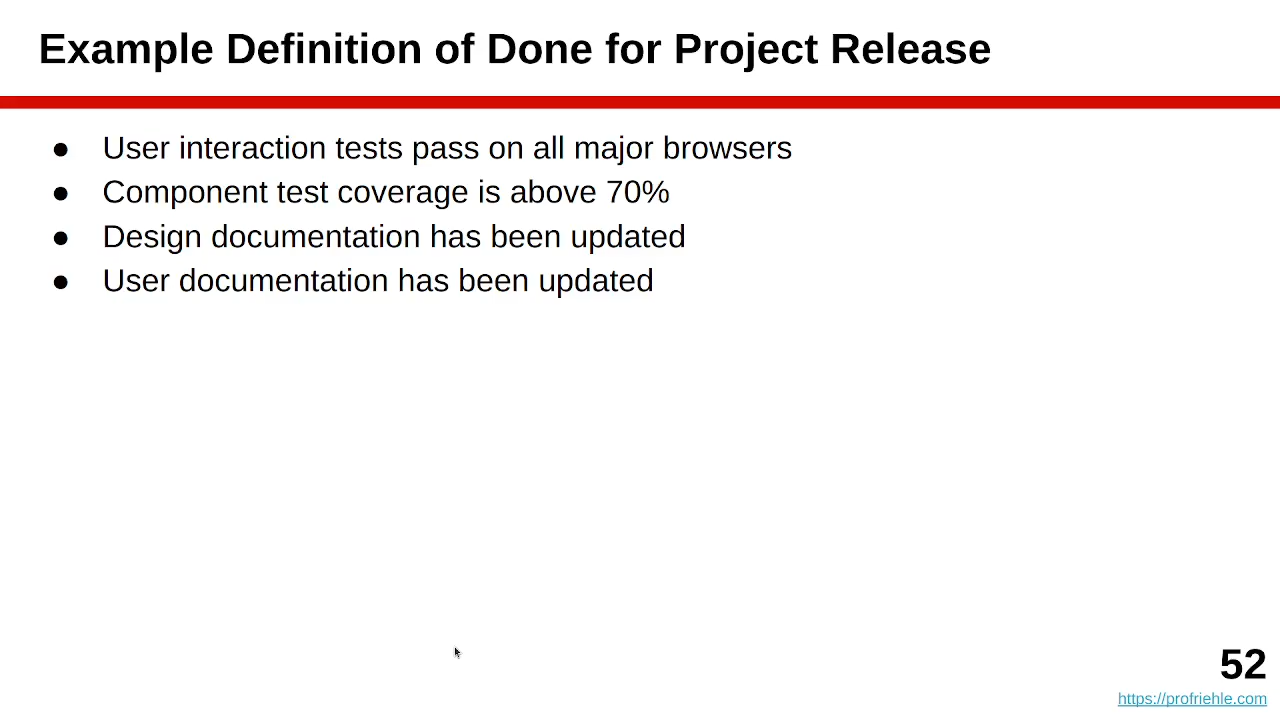 Example Definition of Done for Project Release
● User interaction tests pass on all major browsers
● Component test coverage is above 70%
● Design documentation has been updated
● User documentation has been updated
52
https://profriehle.com